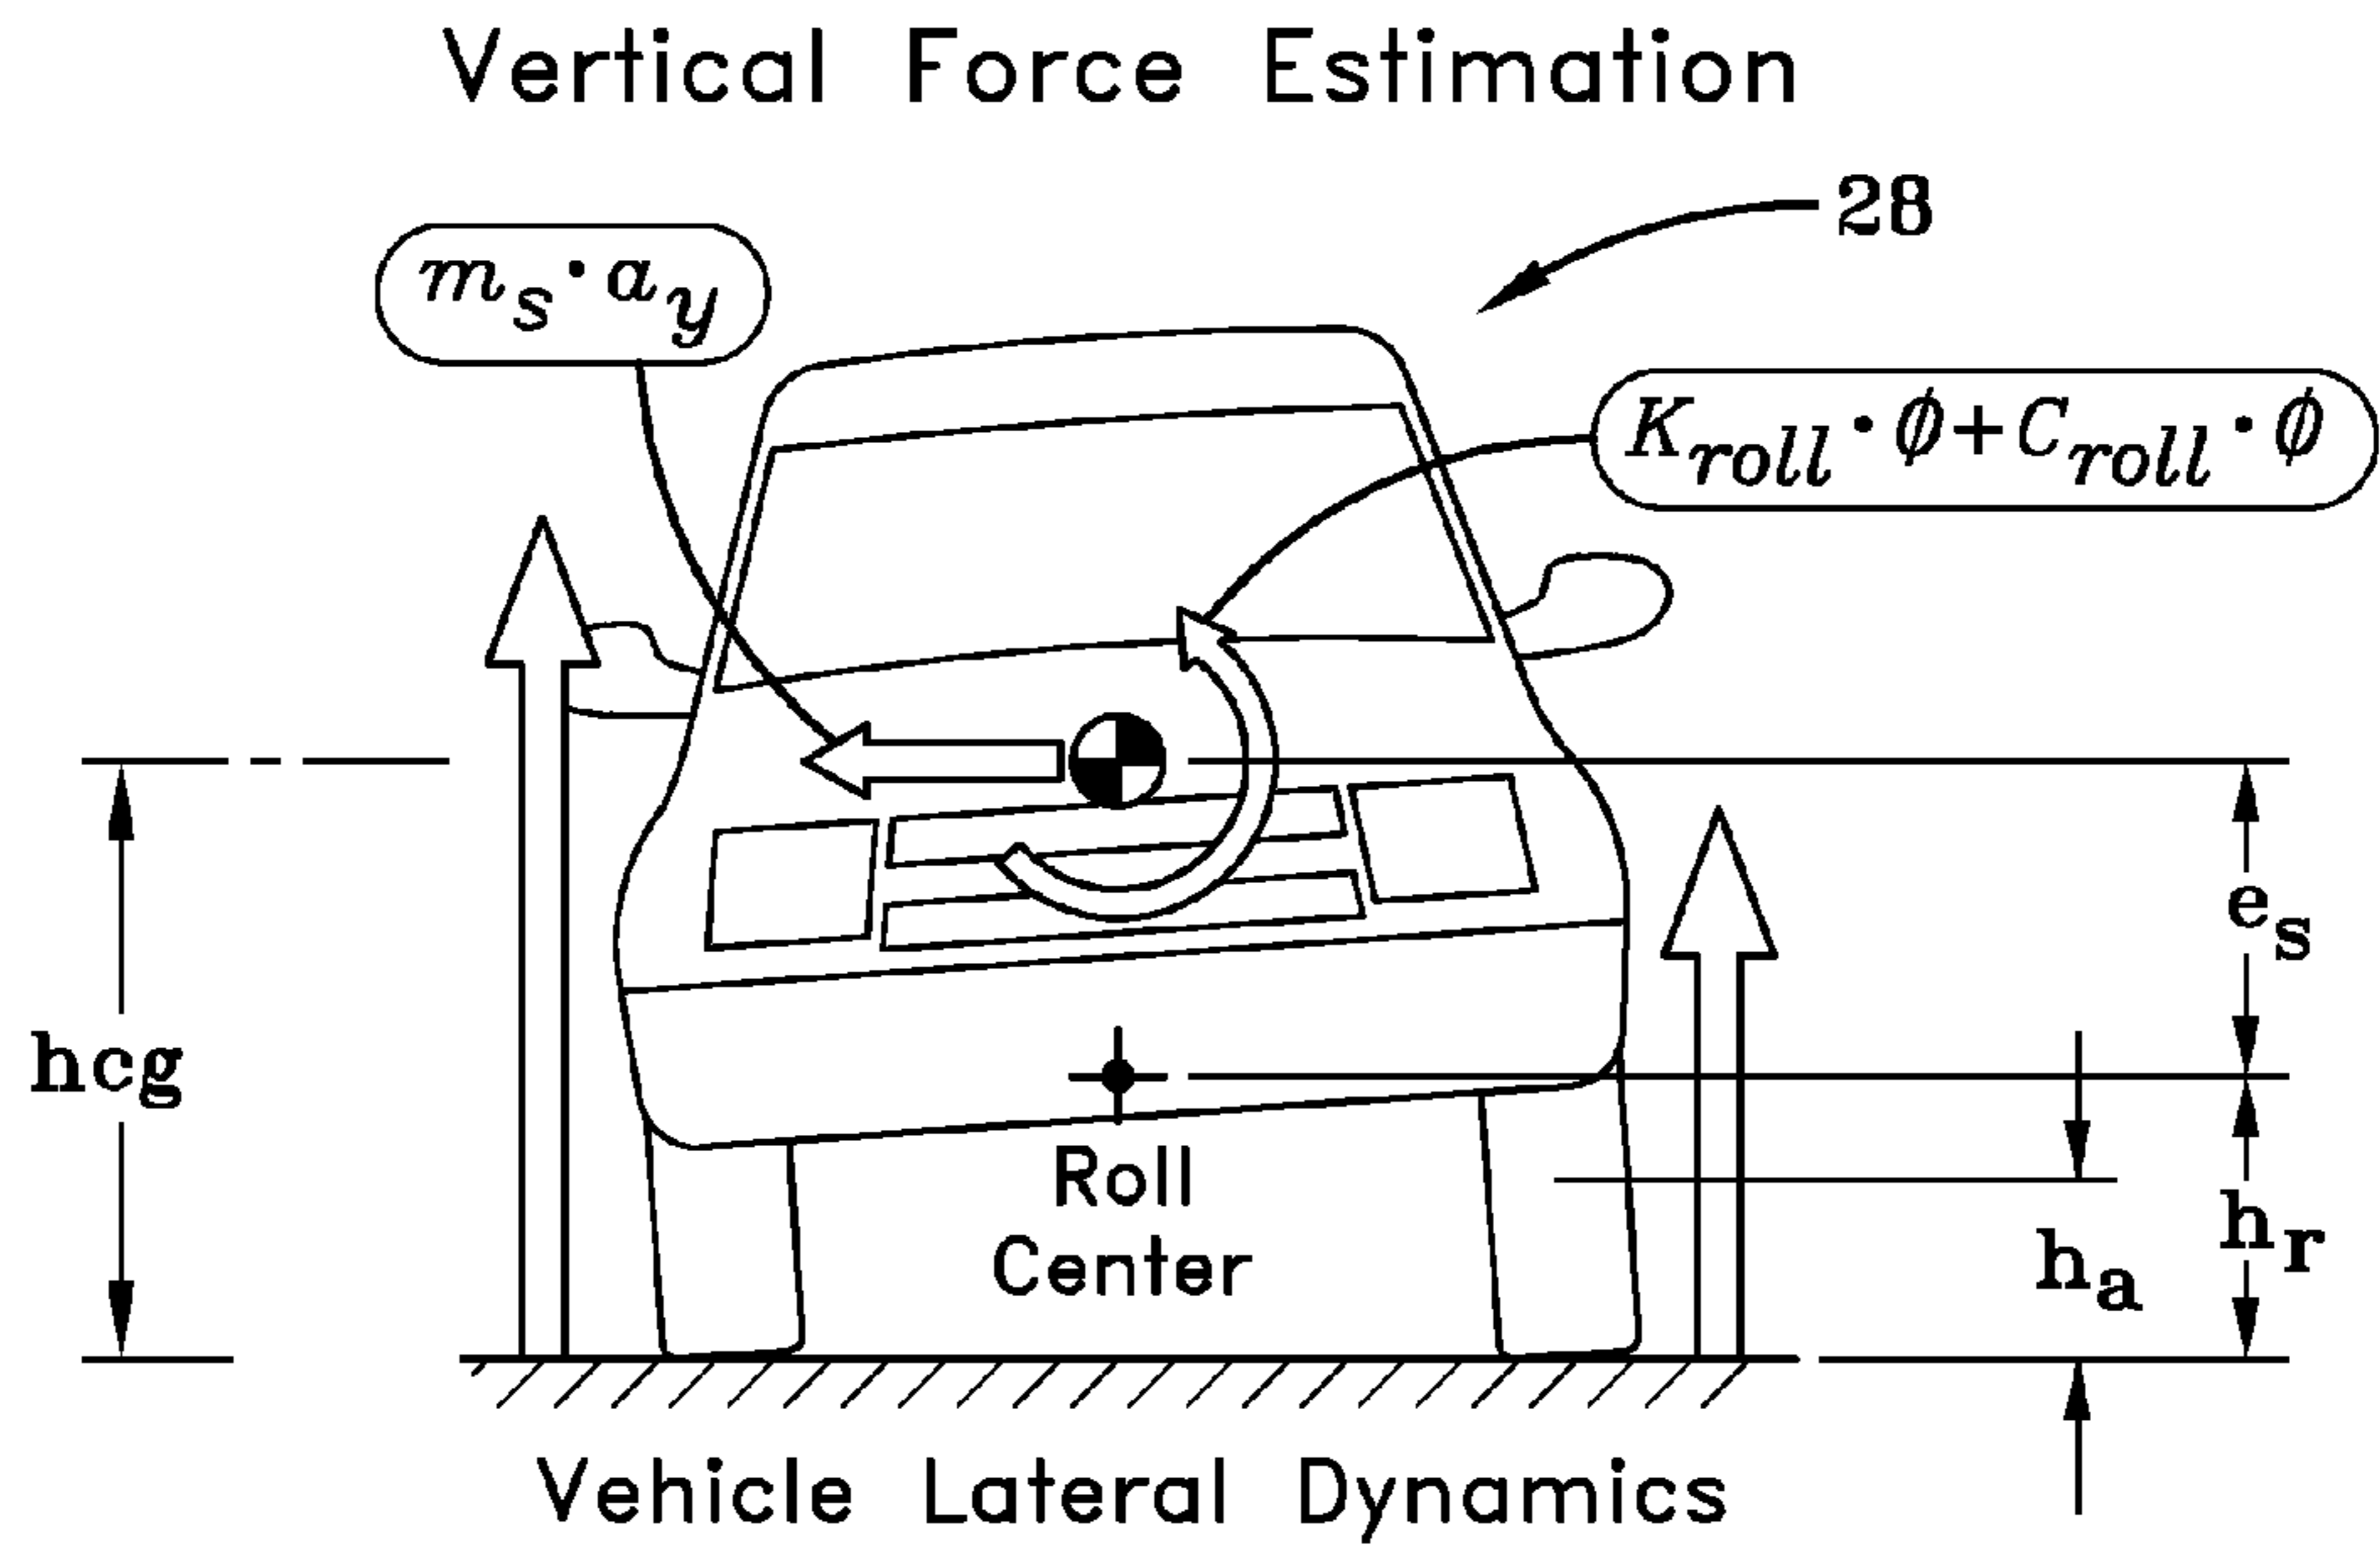 Vertical Force Estimation
28
m_s·a_y
K_roll·∅+C_roll·∅
e_s
hcg
Roll
Center
h_a
h_r
Vehicle Lateral Dynamics